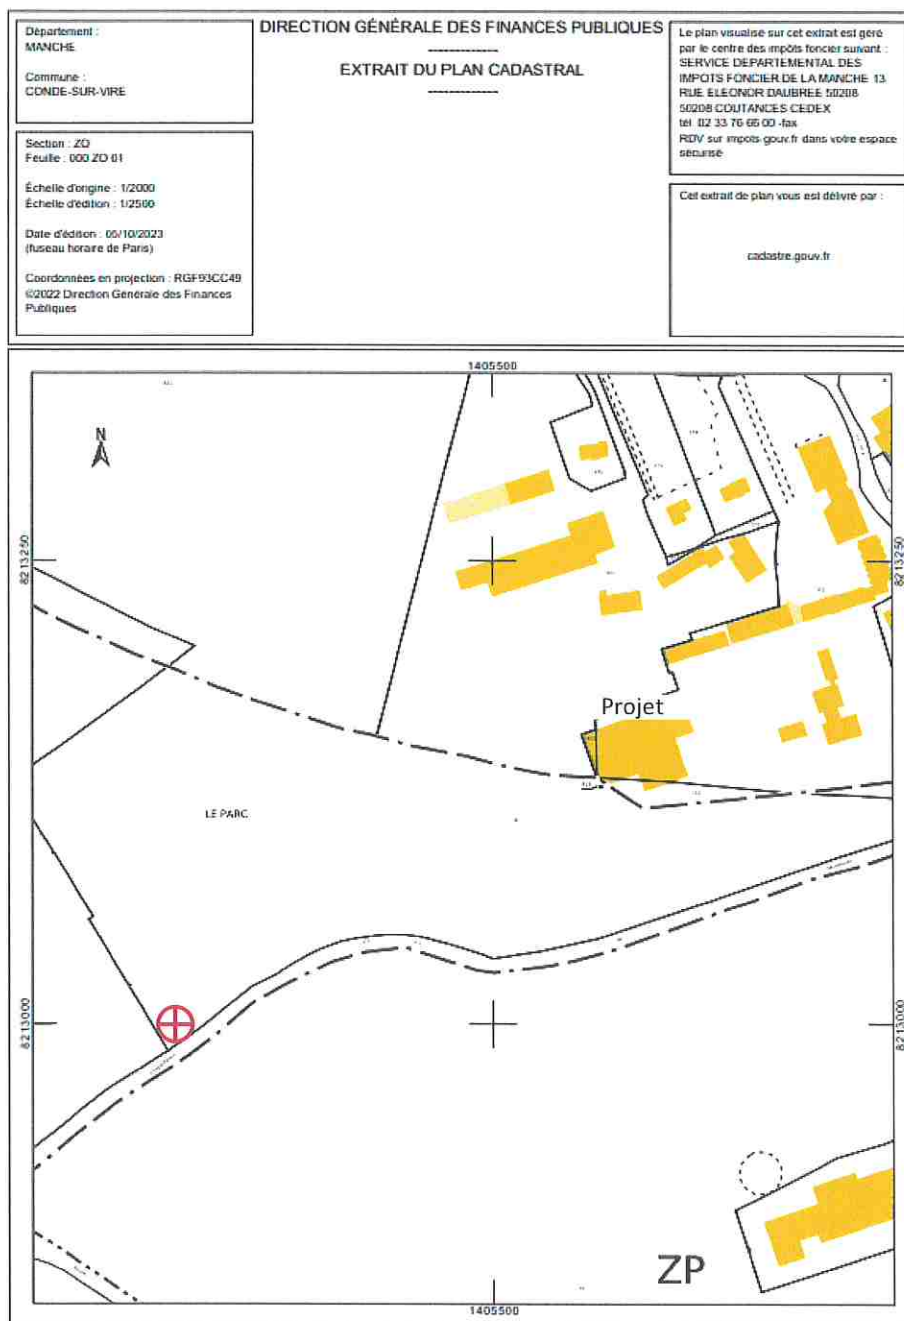 Département :
MANCHE
Commune :
CONDE-SUR-VIRE
Section : ZO
Feuille : 000 ZO 01
Échelle d'origine : 1/2000
Échelle d'édition : 1/2500
Date d'édition : 05/10/2023
(fuseau horaire de Paris)
Coordonnées en projection : RGF93CC49
©2022 Direction Générale des Finances
Publiques
DIRECTION GÉNÉRALE DES FINANCES PUBLIQUES
-------------
EXTRAIT DU PLAN CADASTRAL
-------------
Le plan visualisé sur cet extrait est géré
par le centre des impôts foncier suivant :
SERVICE DEPARTEMENTAL DES
IMPOTS FONCIER DE LA MANCHE 13
RUE ELEONOR DAUBREE 50208
50208 COUTANCES CEDEX
tél. 02 33 76 66 00 -fax
RDV sur impots.gouv.fr dans votre espace
sécurisé
Cet extrait de plan vous est délivré par :
cadastre.gouv.fr
1405500
N
8213250
8213250
Projet
LE PARC
8213000
8213000
ZP
1405500